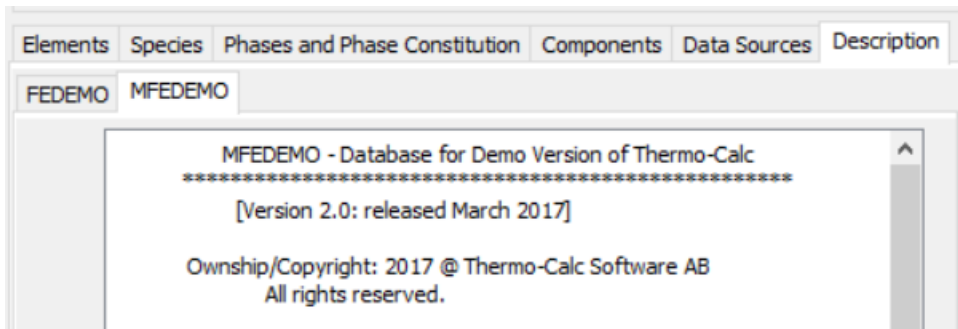 Elements Species Phases and Phase Constitution Components Data Sources Description
FEDEMO MFEDEMO
MFEDEMO - Database for Demo Version of Thermo-Calc
***************************************************
[Version 2.0: released March 2017]
Ownship/Copyright: 2017 @ Thermo-Calc Software AB
All rights reserved.